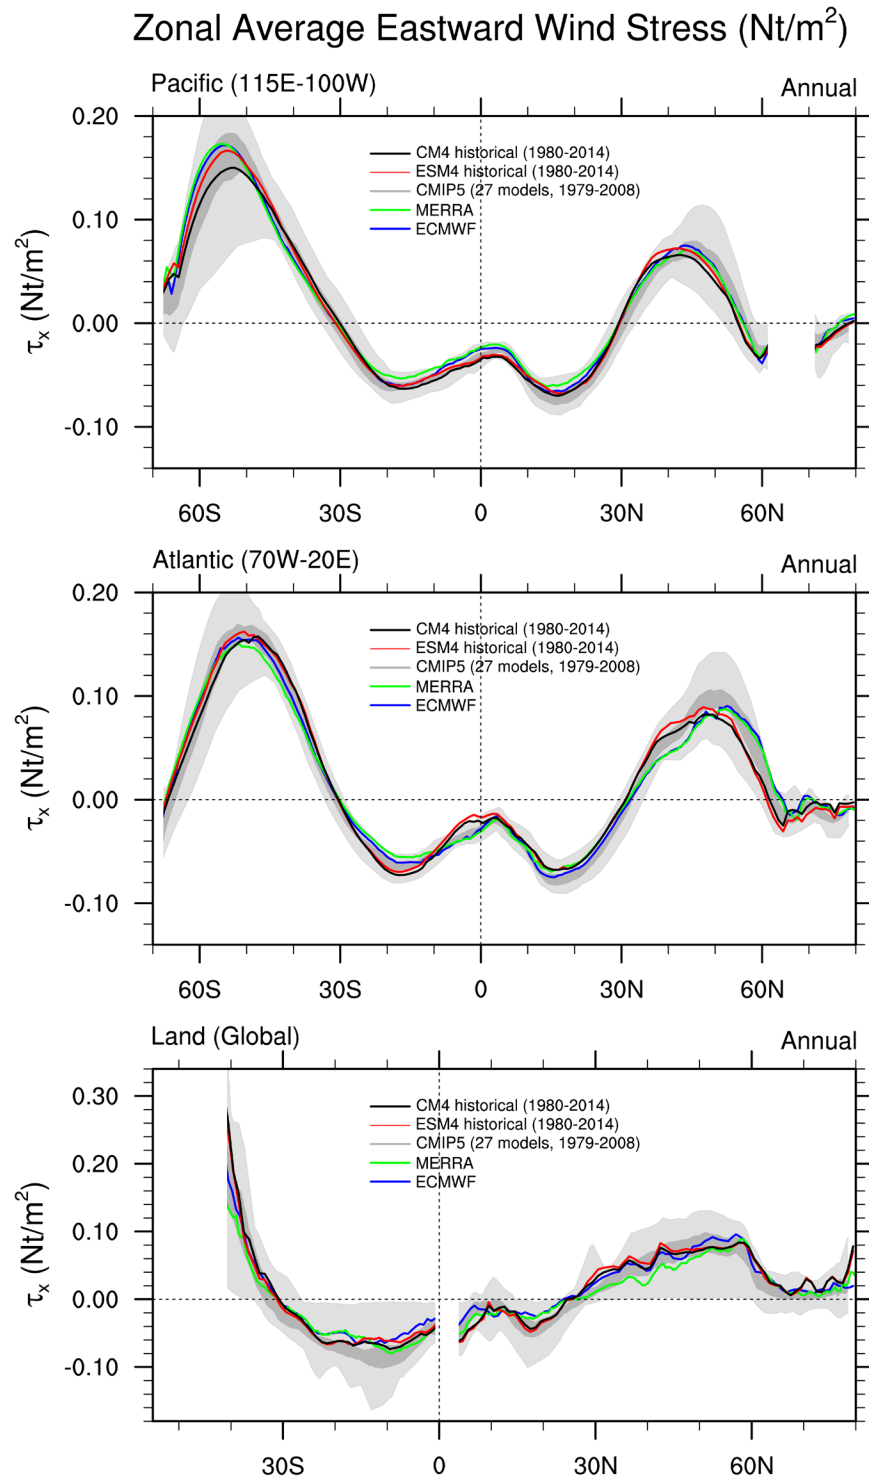 Zonal Average Eastward Wind Stress (Nt/m²)
Pacific (115E-100W) Annual
0.20
CM4 historical (1980-2014)
ESM4 historical (1980-2014)
CMIP5 (27 models, 1979-2008)
MERRA
ECMWF
0.10
0.00
-0.10
τx (Nt/m²)
60S 30S 0 30N 60N
Atlantic (70W-20E) Annual
0.20
CM4 historical (1980-2014)
ESM4 historical (1980-2014)
CMIP5 (27 models, 1979-2008)
MERRA
ECMWF
0.10
0.00
-0.10
τx (Nt/m²)
60S 30S 0 30N 60N
Land (Global) Annual
0.30
CM4 historical (1980-2014)
ESM4 historical (1980-2014)
CMIP5 (27 models, 1979-2008)
MERRA
ECMWF
0.20
0.10
0.00
-0.10
τx (Nt/m²)
30S 0 30N 60N